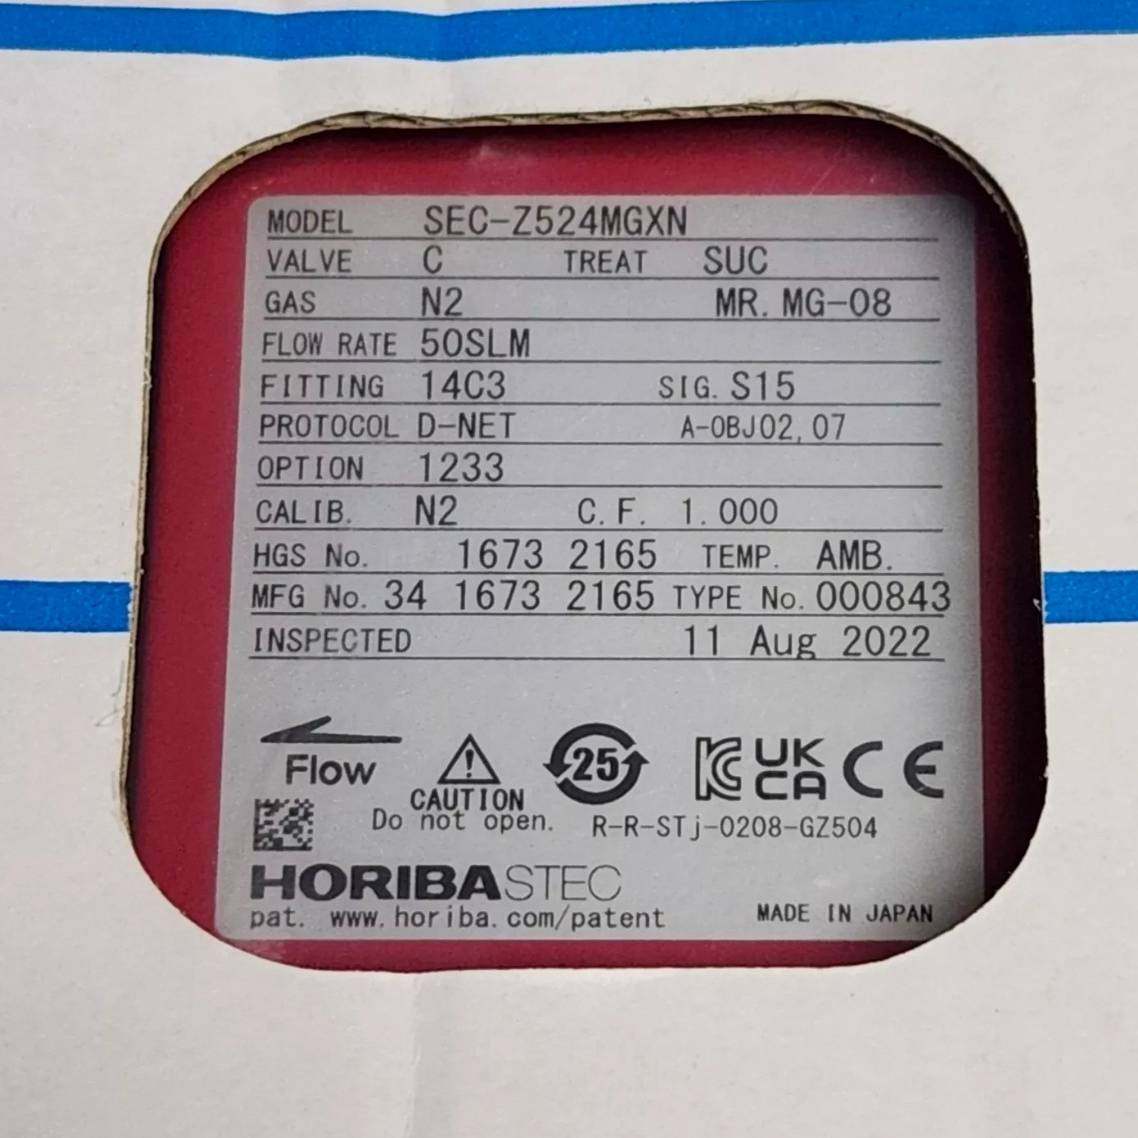 MODEL SEC-Z524MGXN
VALVE C TREAT SUC
GAS N2 MR. MG-08
FLOW RATE 50SLM
FITTING 14C3 SIG. S15
PROTOCOL D-NET A-OBJ02, 07
OPTION 1233
CALIB. N2 C. F. 1.000
HGS No. 1673 2165 TEMP. AMB.
MFG No. 34 1673 2165 TYPE No. 000843
INSPECTED 11 Aug 2022
Flow
CAUTION
Do not open.
25
KC UK CA CE
R-R-STj-0208-GZ504
HORIBASTEC
pat. www.horiba.com/patent MADE IN JAPAN